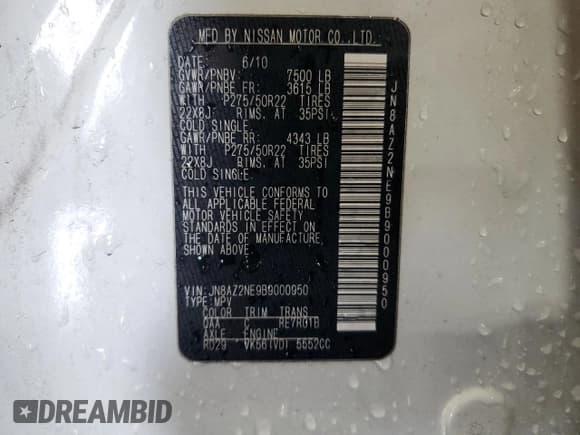 MFD BY NISSAN MOTOR CO.,LTD.
DATE: 6/10
GVWR/PNBV: 7500 LB
GAWR/PNBE FR: 3615 LB
WITH P275/50R22 TIRES
22X8J RIMS, AT 35PSI
COLD SINGLE
GAWR/PNBE RR: 4343 LB
WITH P275/50R22 TIRES
22X8J RIMS, AT 35PSI
COLD SINGLE
THIS VEHICLE CONFORMS TO
ALL APPLICABLE FEDERAL
MOTOR VEHICLE SAFETY
STANDARDS IN EFFECT ON
THE DATE OF MANUFACTURE
SHOWN ABOVE.
VIN: JN8AZ2NE9B9000950
TYPE: MPV
COLOR TRIM TRANS
QAA C RE7R01B
AXLE ENGINE
RD29 VK56(VD) 5552CC
JN8AZ2NE9B9000950
DREAMBID